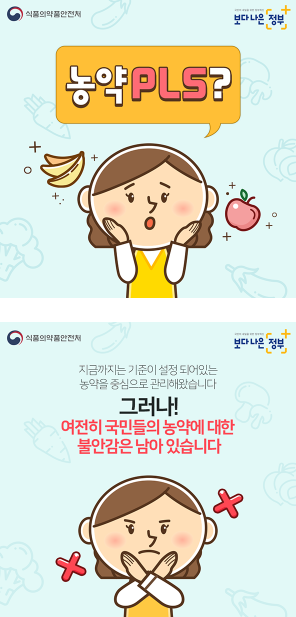 식품의약품안전처
보다 나은 정부
농약 PLS?
식품의약품안전처
보다 나은 정부
지금까지는 기준이 설정 되어있는
농약을 중심으로 관리해왔습니다
그러나!
여전히 국민들의 농약에 대한
불안감은 남아 있습니다